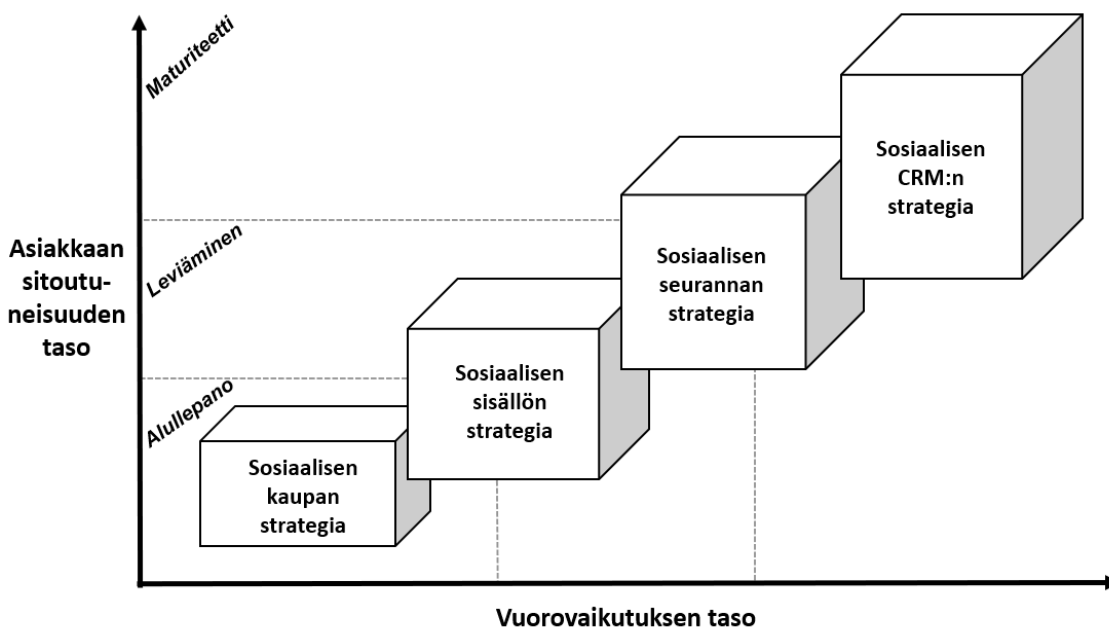 Maturiteetti
Leviäminen
Alullepano
Asiakkaan
sitoutu-
neisuuden
taso
Sosiaalisen
kaupan
strategia
Sosiaalisen
sisällön
strategia
Sosiaalisen
seurannan
strategia
Sosiaalisen
CRM:n
strategia
Vuorovaikutuksen taso